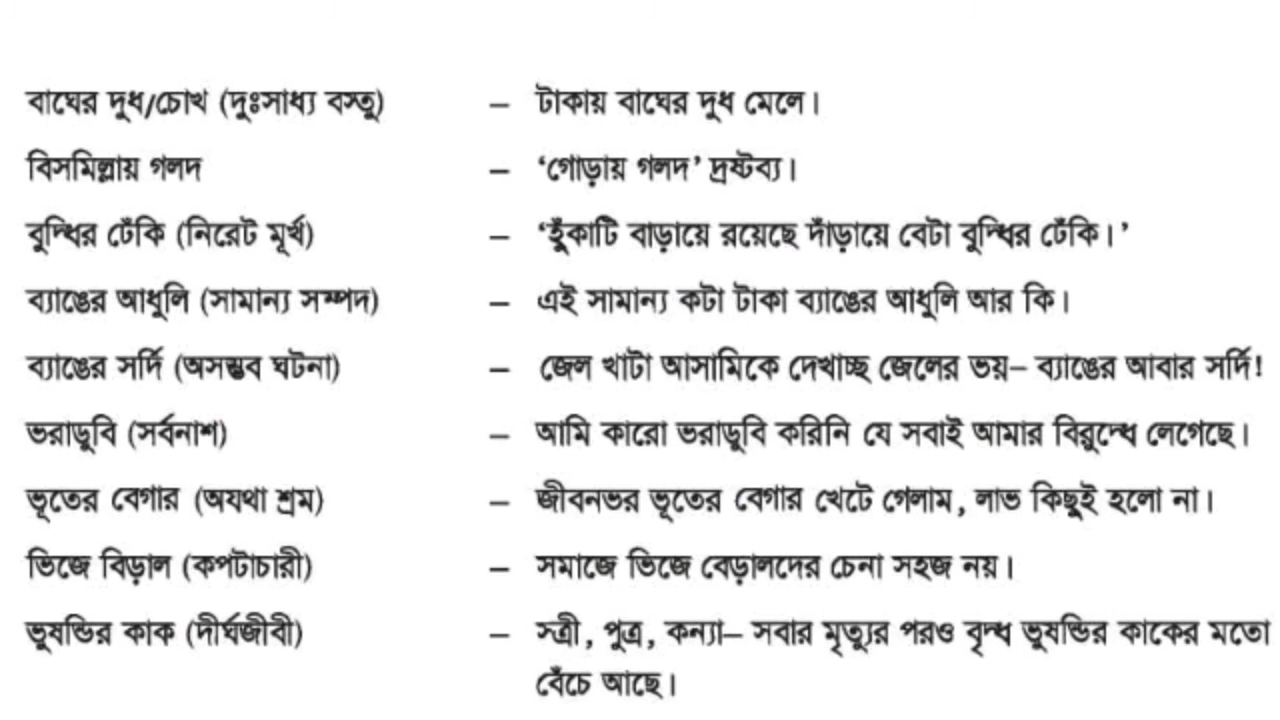 বাঘের দুধ/চোখ (দুঃসাধ্য বস্তু) – টাকায় বাঘের দুধ মেলে।
বিসমিল্লায় গলদ – ‘গোড়ায় গলদ’ দ্রষ্টব্য।
বুদ্ধির ঢেঁকি (নিরেট মূর্খ) – ‘হুঁকাটি বাড়ায়ে রয়েছে দাঁড়ায়ে বেটা বুদ্ধির ঢেঁকি।’
ব্যাঙের আধুলি (সামান্য সম্পদ) – এই সামান্য কটা টাকা ব্যাঙের আধুলি আর কি।
ব্যাঙের সর্দি (অসম্ভব ঘটনা) – জেল খাটা আসামিকে দেখাচ্ছ জেলের ভয়– ব্যাঙের আবার সর্দি!
ভরাডুবি (সর্বনাশ) – আমি কারো ভরাডুবি করিনি যে সবাই আমার বিরুদ্ধে লেগেছে।
ভূতের বেগার (অযথা শ্রম) – জীবনভর ভূতের বেগার খেটে গেলাম, লাভ কিছুই হলো না।
ভিজে বিড়াল (কপটাচারী) – সমাজে ভিজে বেড়ালদের চেনা সহজ নয়।
ভুষন্ডির কাক (দীর্ঘজীবী) – স্ত্রী, পুত্র, কন্যা– সবার মৃত্যুর পরও বৃদ্ধ ভুষন্ডির কাকের মতো
বেঁচে আছে।